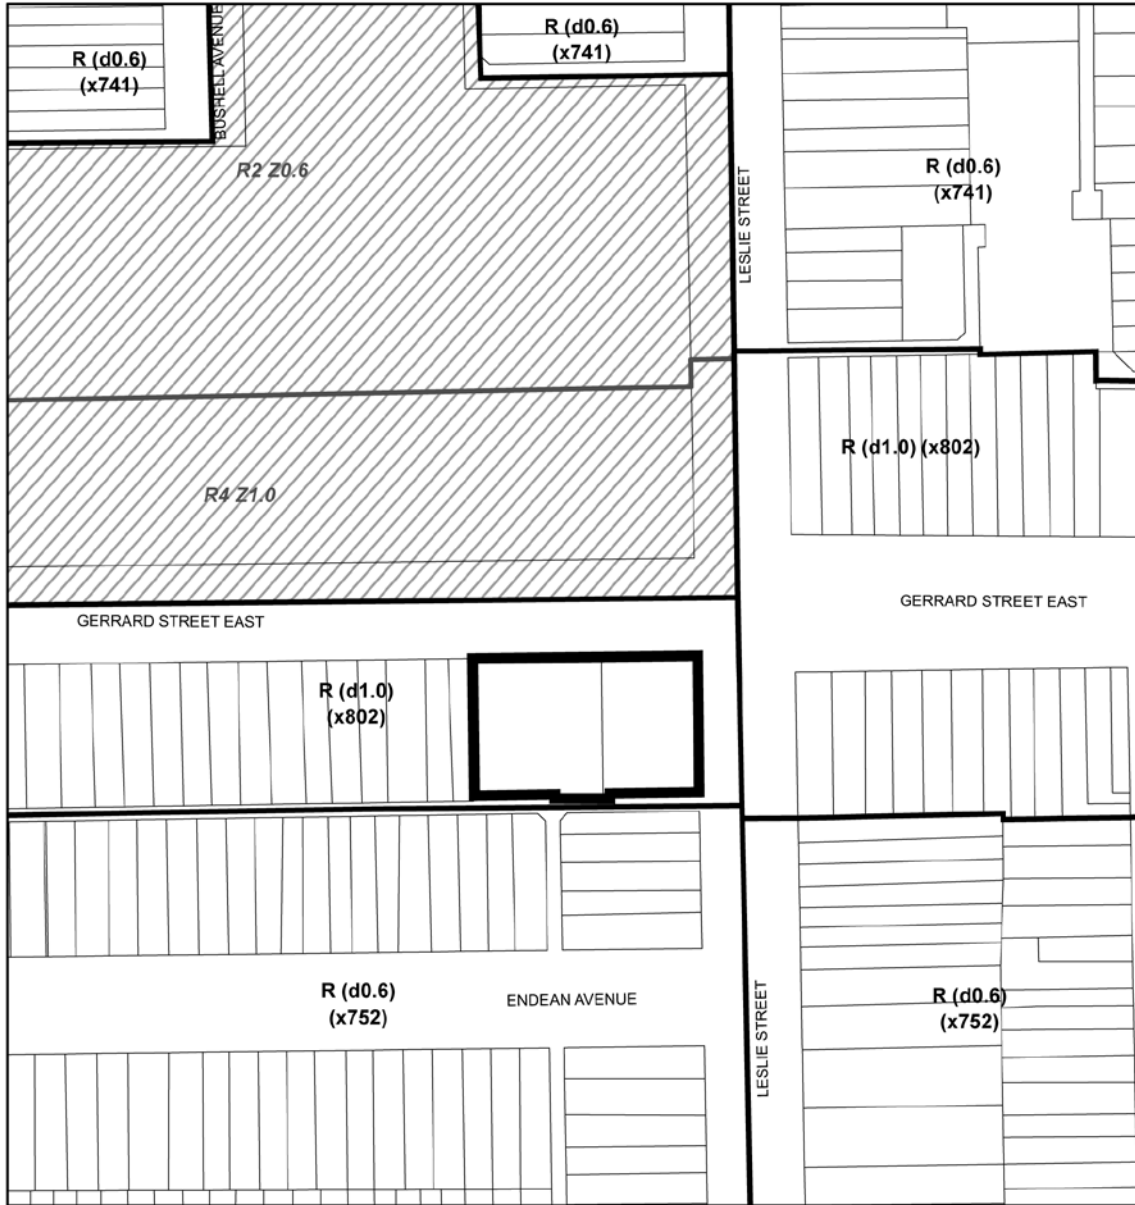 R (d0.6)
(x741)
BUSHELL AVENUE
R (d0.6)
(x741)
R2 Z0.6
LESLIE STREET
R (d0.6)
(x741)
R4 Z1.0
R (d1.0) (x802)
GERRARD STREET EAST
GERRARD STREET EAST
R (d1.0)
(x802)
R (d0.6)
(x752)
ENDEAN AVENUE
LESLIE STREET
R (d0.6)
(x752)